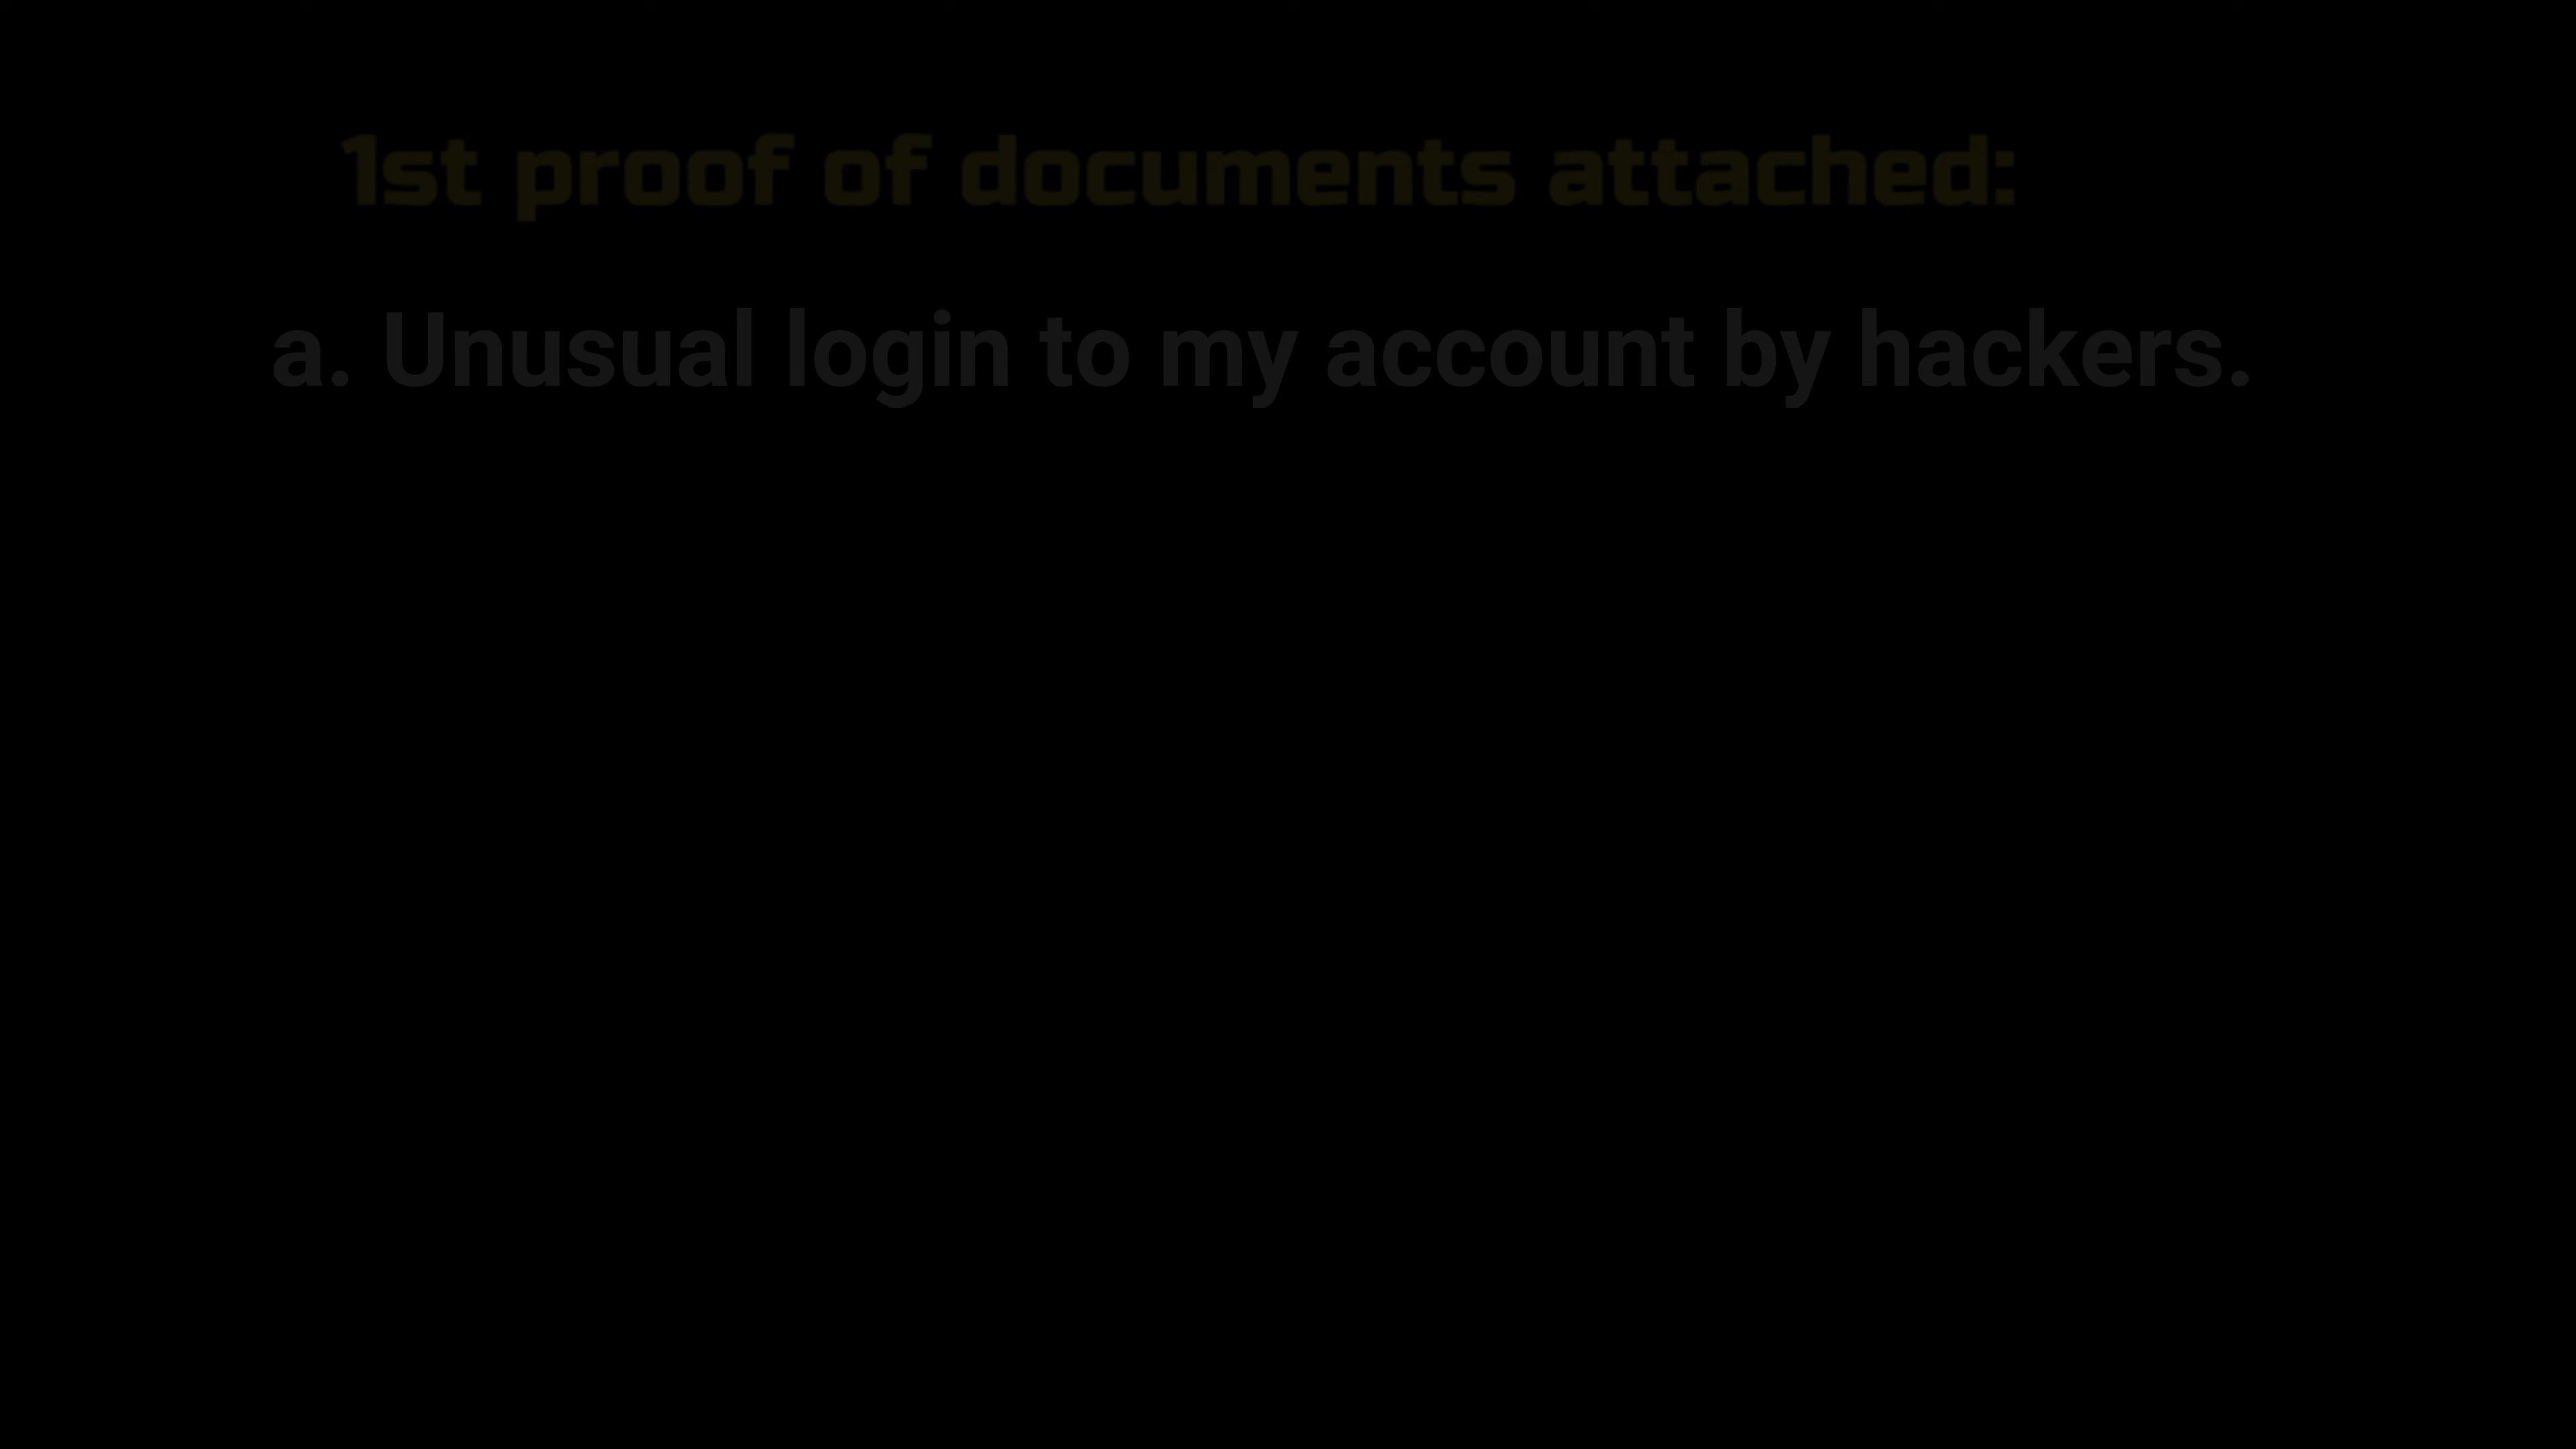 1st proof of documents attached:
a. Unusual login to my account by hackers.